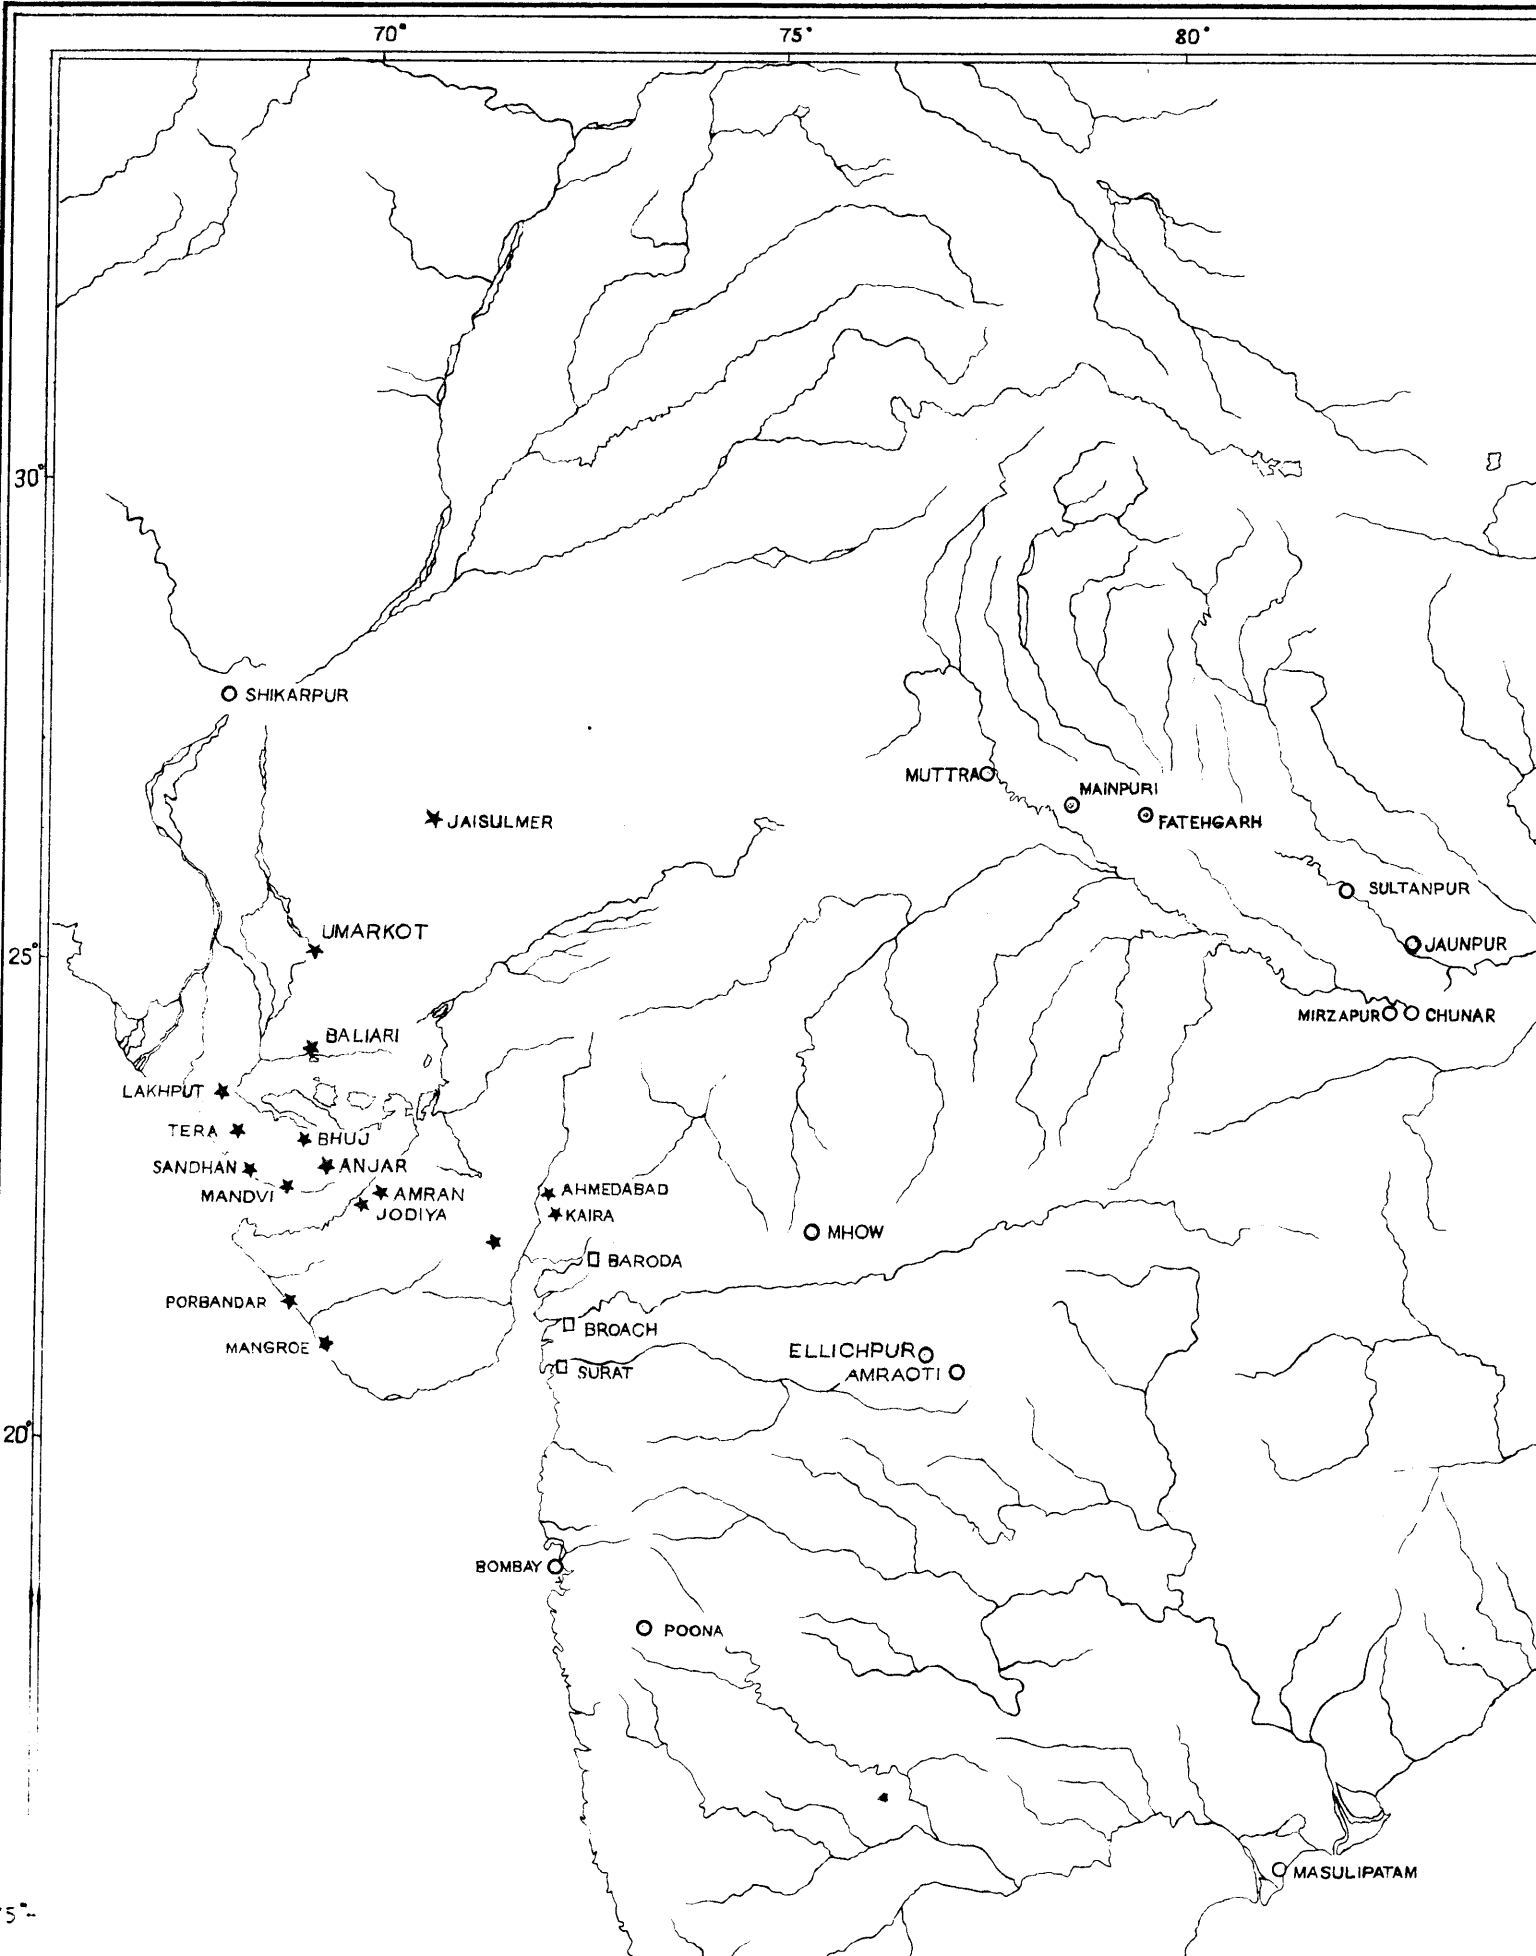 70°
75°
80°
30°
SHIKARPUR
MUTTRA
MAINPURI
FATEHGARH
JAISULMER
SULTANPUR
UMARKOT
JAUNPUR
25°
MIRZAPUR
CHUNAR
BALIARI
LAKHPUT
TERA
BHUJ
SANDHAN
ANJAR
MANDVI
AMRAN
AHMEDABAD
JODIYA
KAIRA
MHOW
BARODA
PORBANDAR
BROACH
MANGROE
ELLICHPUR
SURAT
AMRAOTI
20°
BOMBAY
POONA
MASULIPATAM
5°